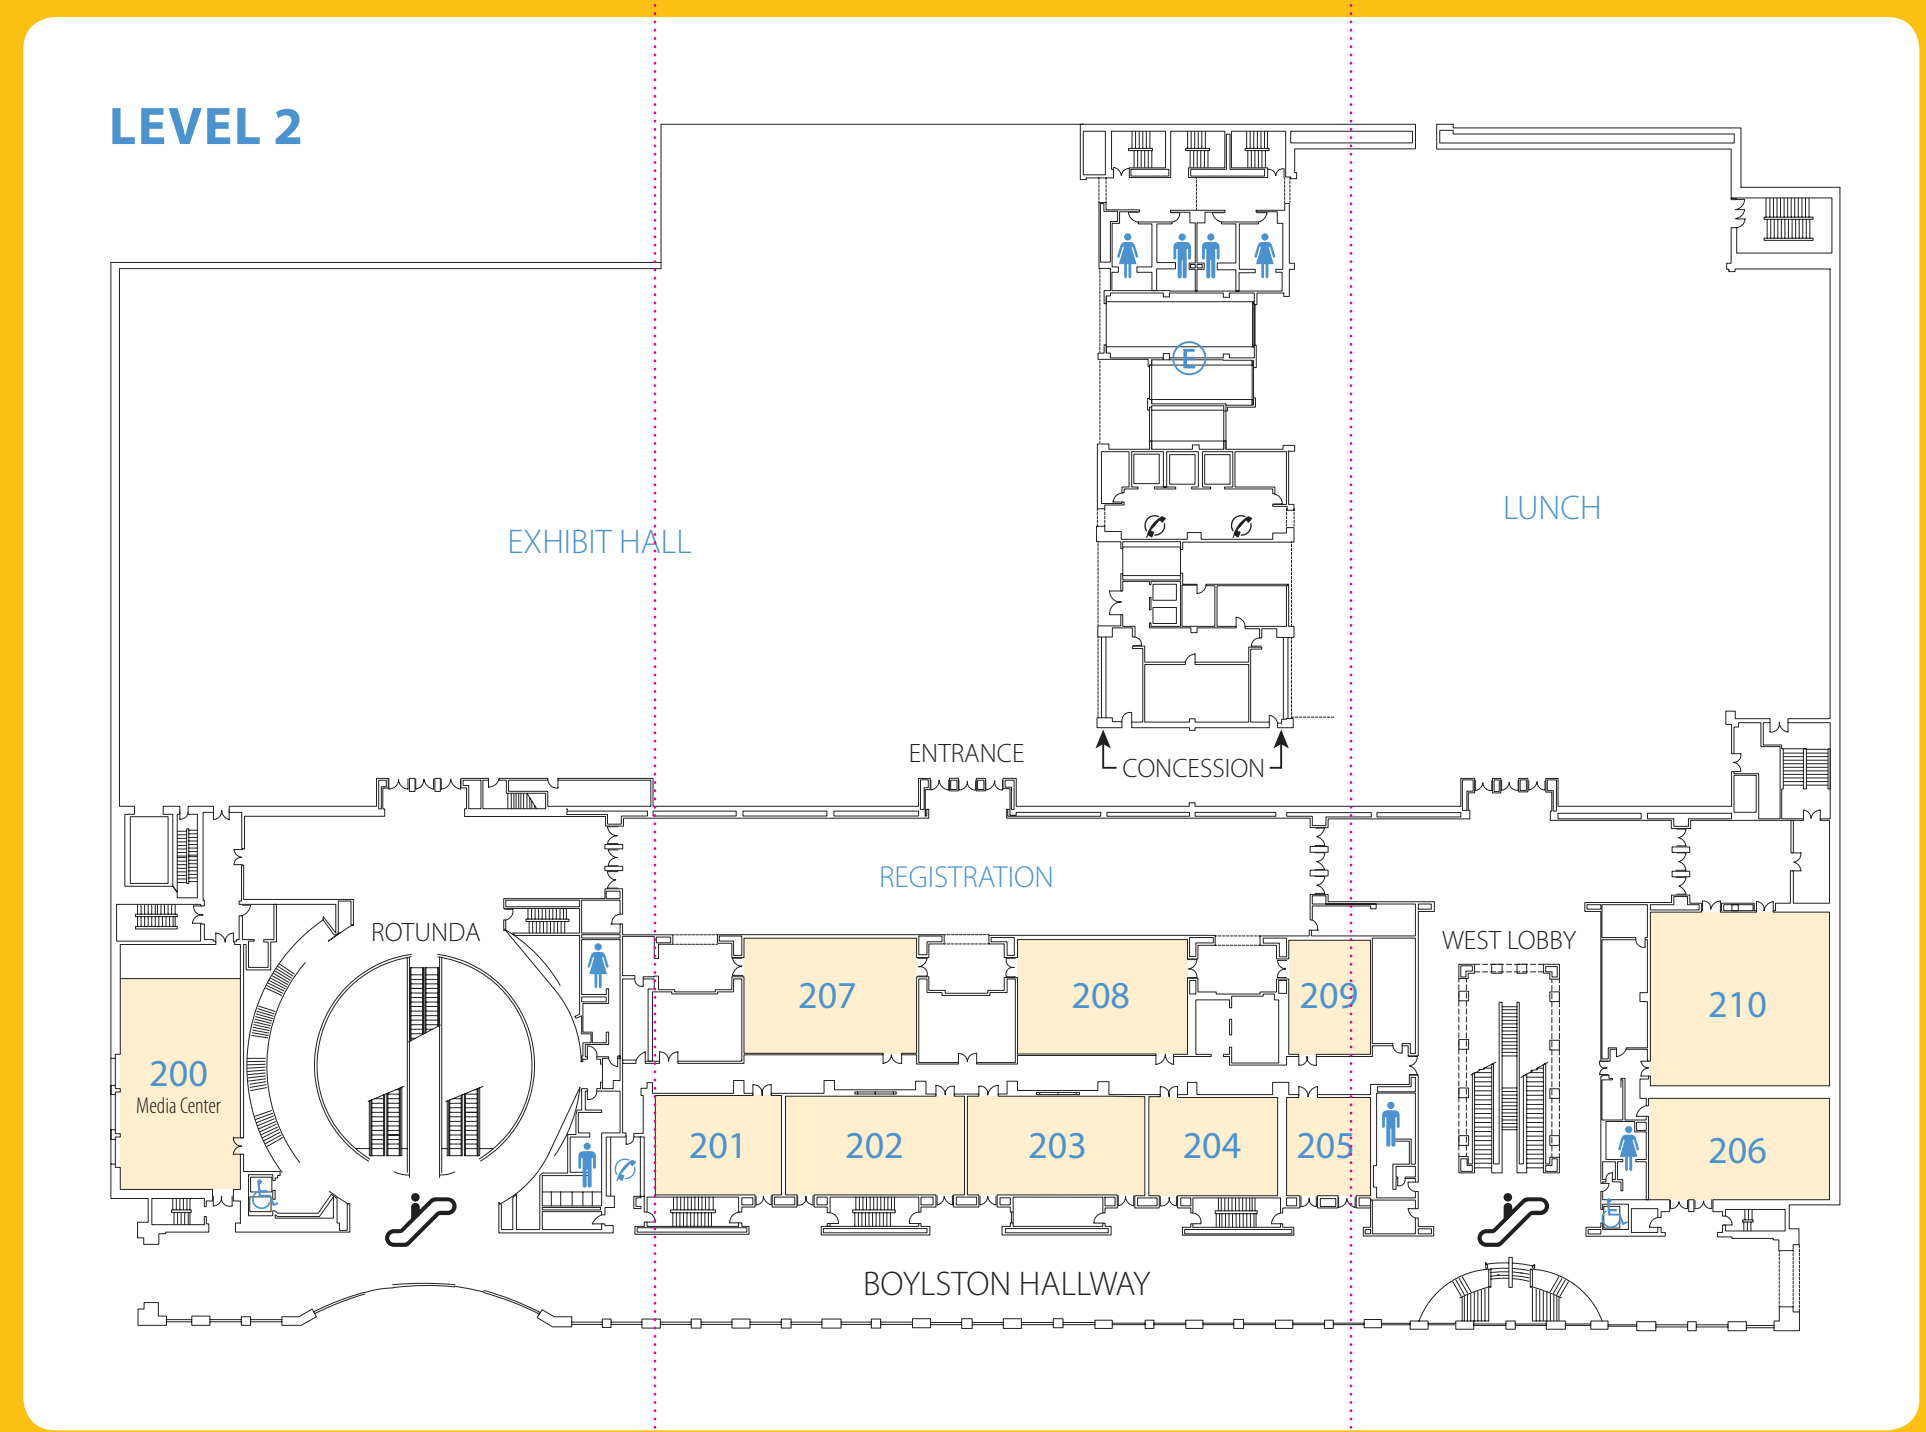 LEVEL 2
E
EXHIBIT HALL
LUNCH
ENTRANCE
CONCESSION
REGISTRATION
ROTUNDA
WEST LOBBY
207
208
209
210
200
Media Center
201
202
203
204
205
206
BOYLSTON HALLWAY